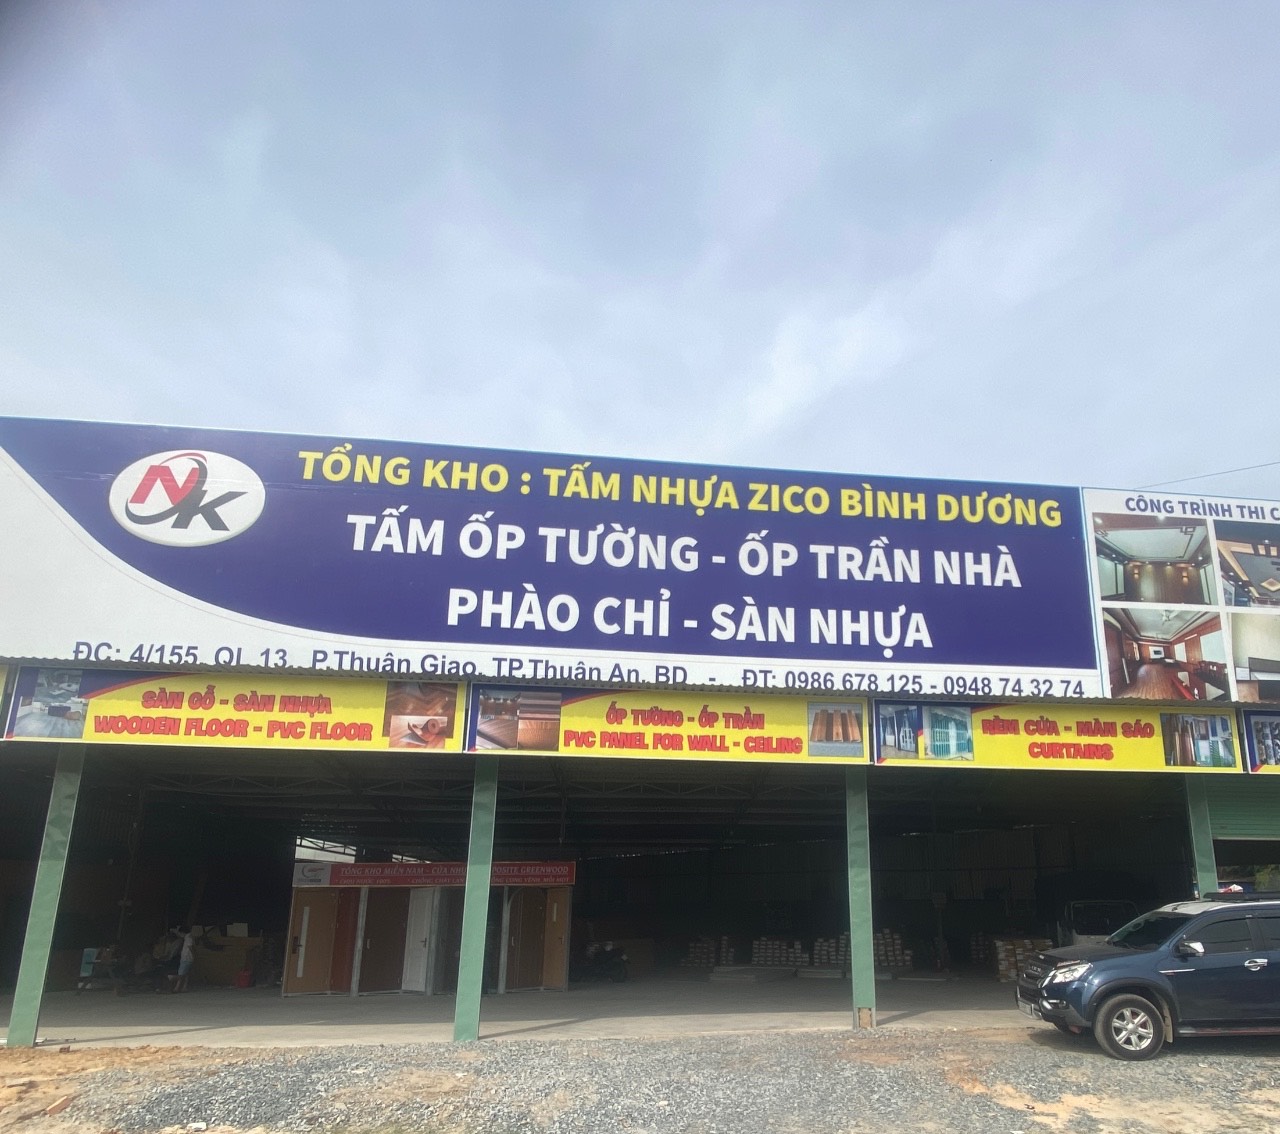 NK
TỔNG KHO : TẤM NHỰA ZICO BÌNH DƯƠNG
TẤM ỐP TƯỜNG - ỐP TRẦN NHÀ
PHÀO CHỈ - SÀN NHỰA
ĐC: 4/155, QL 13, P.Thuận Giao, TP.Thuận An, BD - ĐT: 0986 678 125 - 0948 74 32 74
CÔNG TRÌNH THI
SÀN GỖ - SÀN NHỰA
WOODEN FLOOR - PVC FLOOR
ỐP TƯỜNG - ỐP TRẦN
PVC PANEL FOR WALL - CEILING
RÈM CỬA - MÀN SÁO
CURTAINS
TỔNG KHO MIỀN NAM - CỬA GREENWOOD